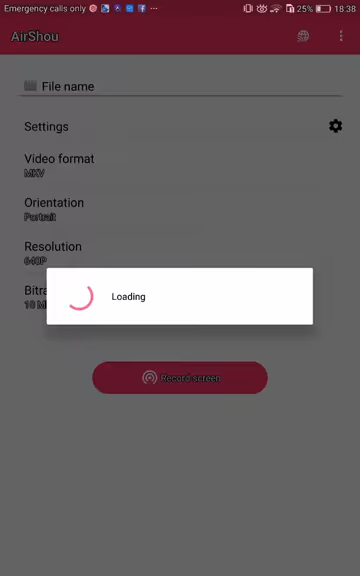 Emergency calls only 25% 18:38
AirShou
File name
Settings
Video format
MKV
Orientation
Portrait
Resolution
640P
Loading
Record screen